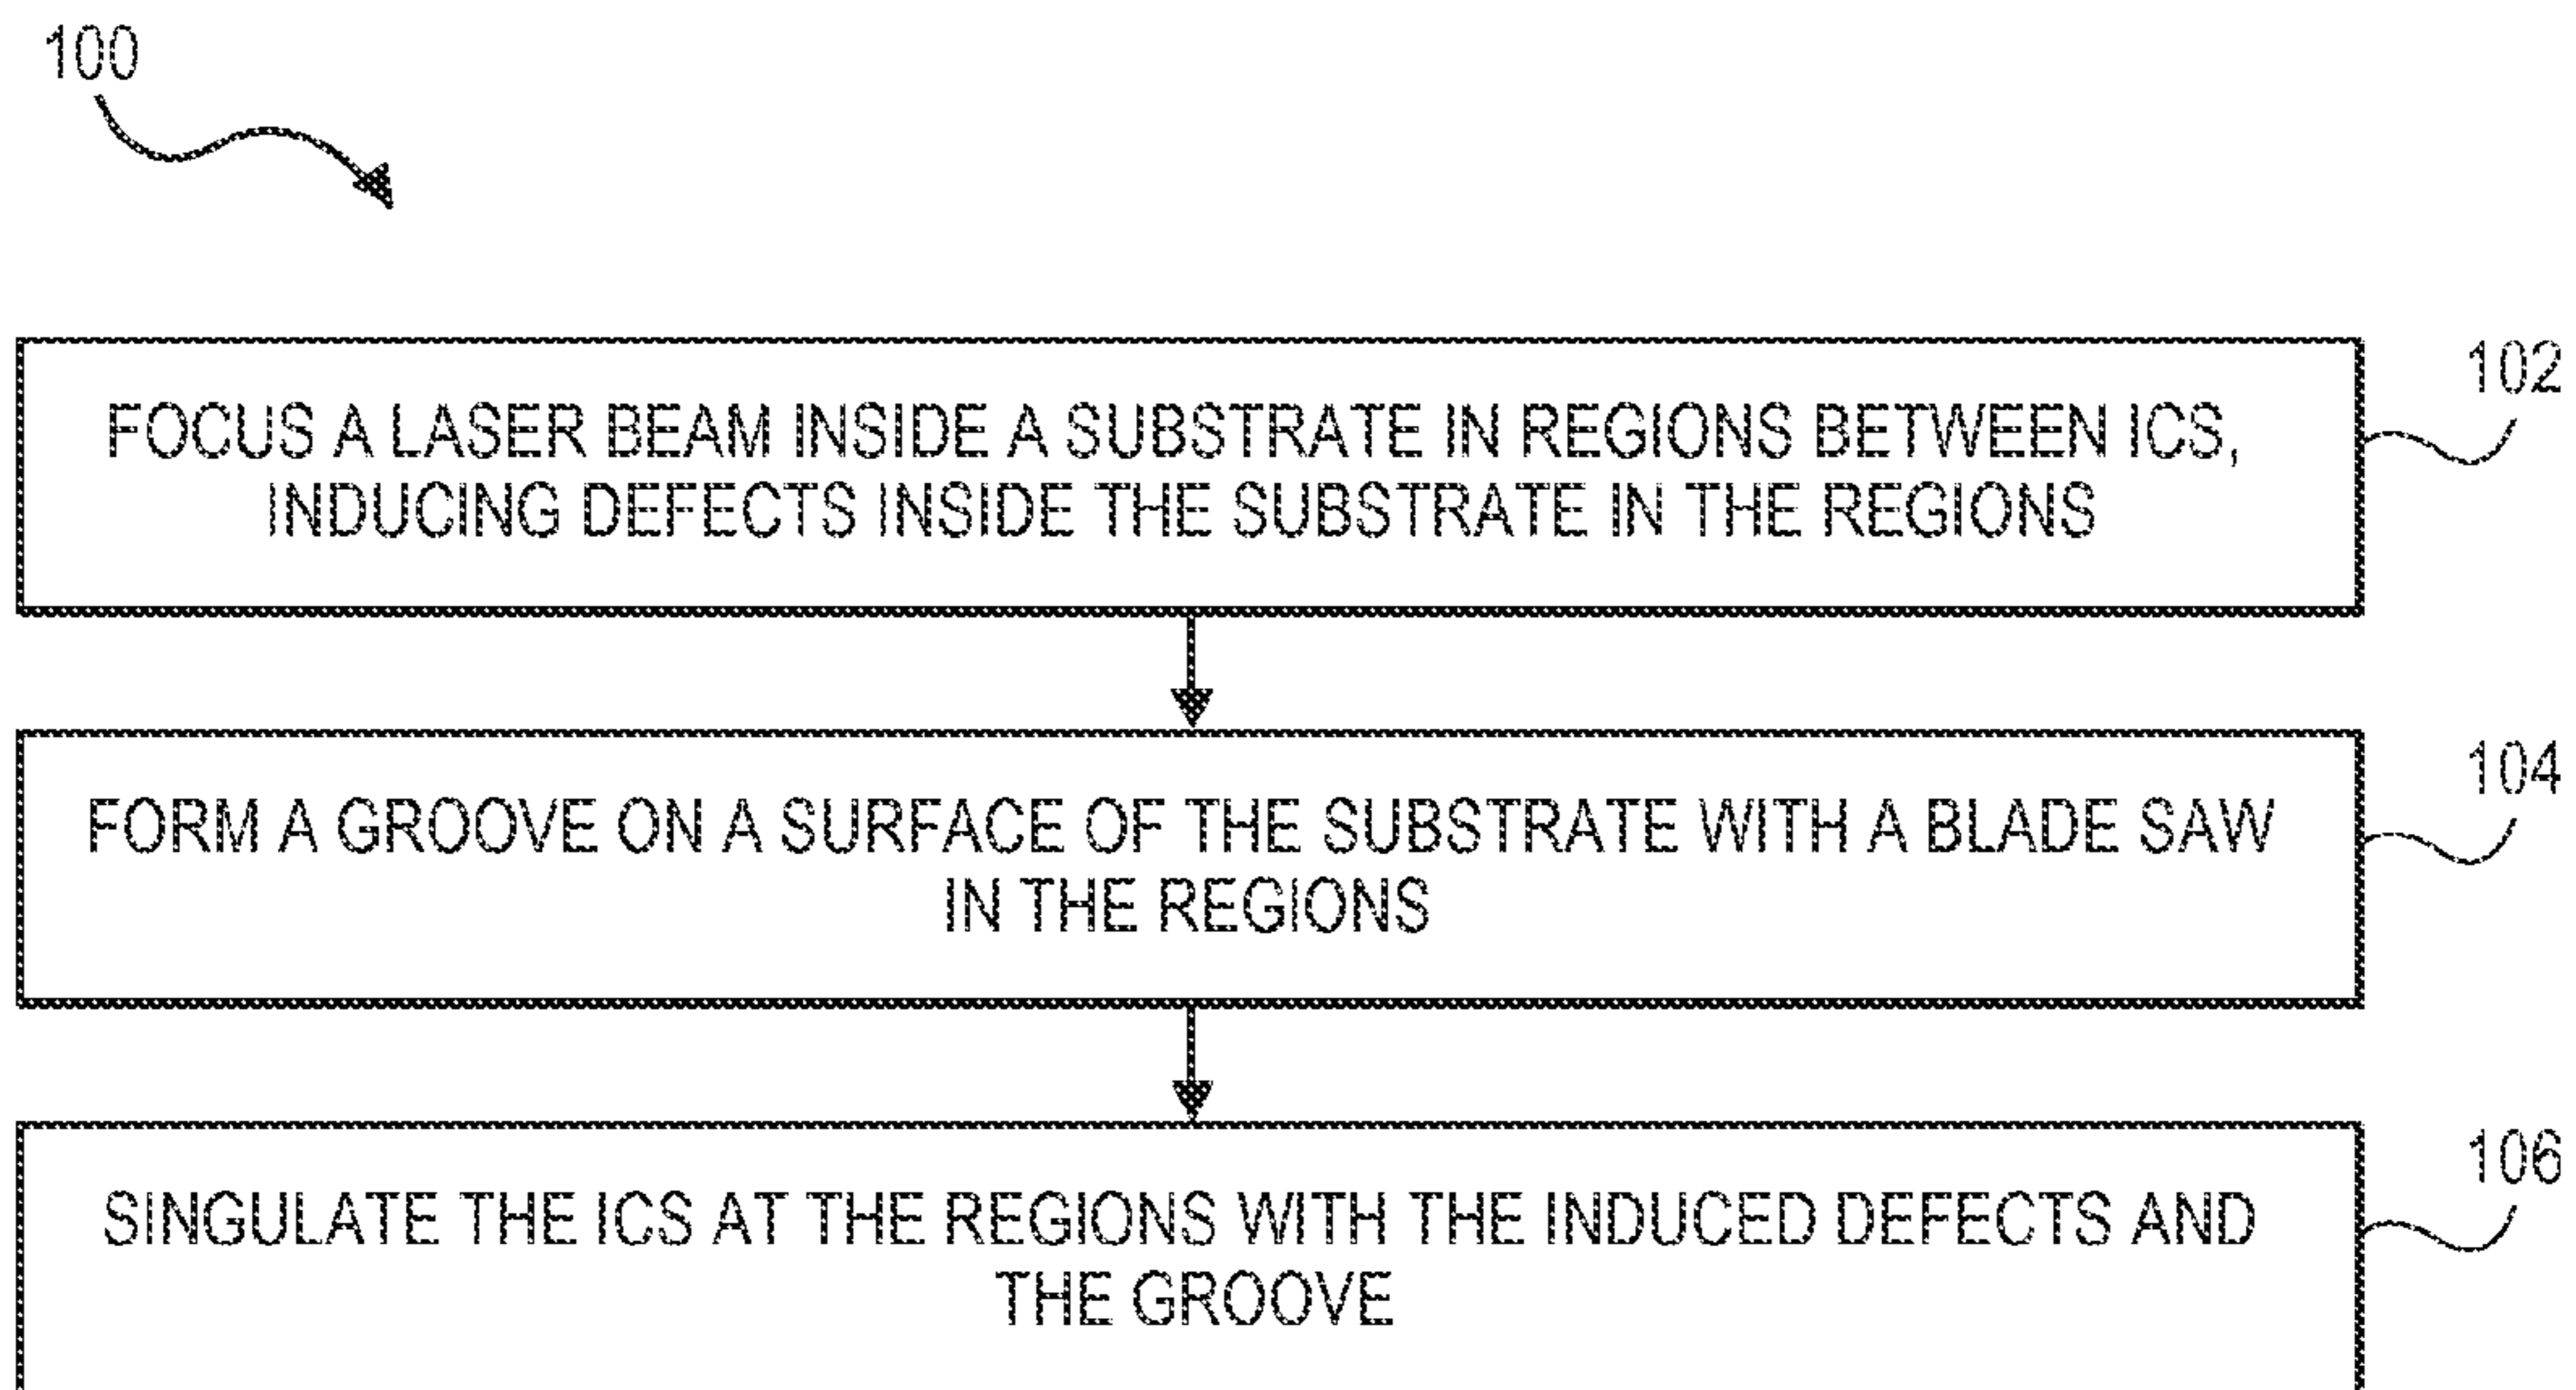 100
102
FOCUS A LASER BEAM INSIDE A SUBSTRATE IN REGIONS BETWEEN ICS,
INDUCING DEFECTS INSIDE THE SUBSTRATE IN THE REGIONS
104
FORM A GROOVE ON A SURFACE OF THE SUBSTRATE WITH A BLADE SAW
IN THE REGIONS
106
SINGULATE THE ICS AT THE REGIONS WITH THE INDUCED DEFECTS AND
THE GROOVE